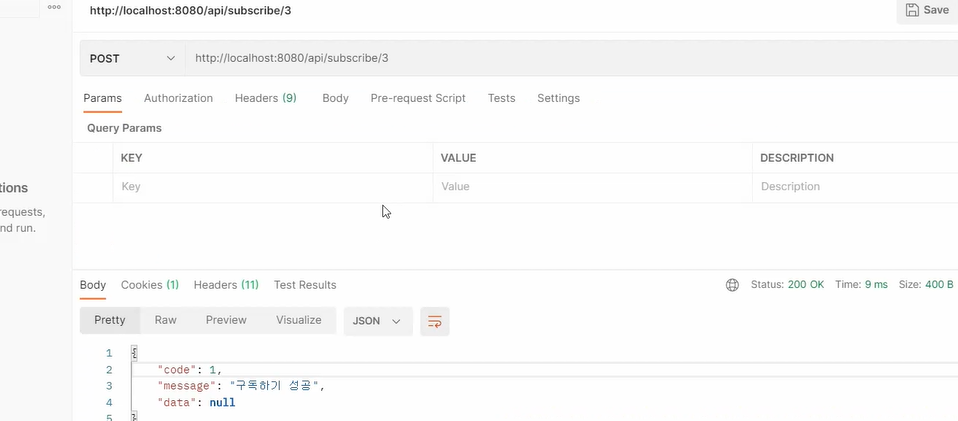 http://localhost:8080/api/subscribe/3
Save
POST
http://localhost:8080/api/subscribe/3
Params Authorization Headers (9) Body Pre-request Script Tests Settings
Query Params
KEY VALUE DESCRIPTION
Key Value Description
tions
requests,
nd run.
Body Cookies (1) Headers (11) Test Results
Status: 200 OK Time: 9 ms Size: 400 B
Pretty Raw Preview Visualize JSON
1 {
2 "code": 1,
3 "message": "구독하기 성공",
4 "data": null
5 }